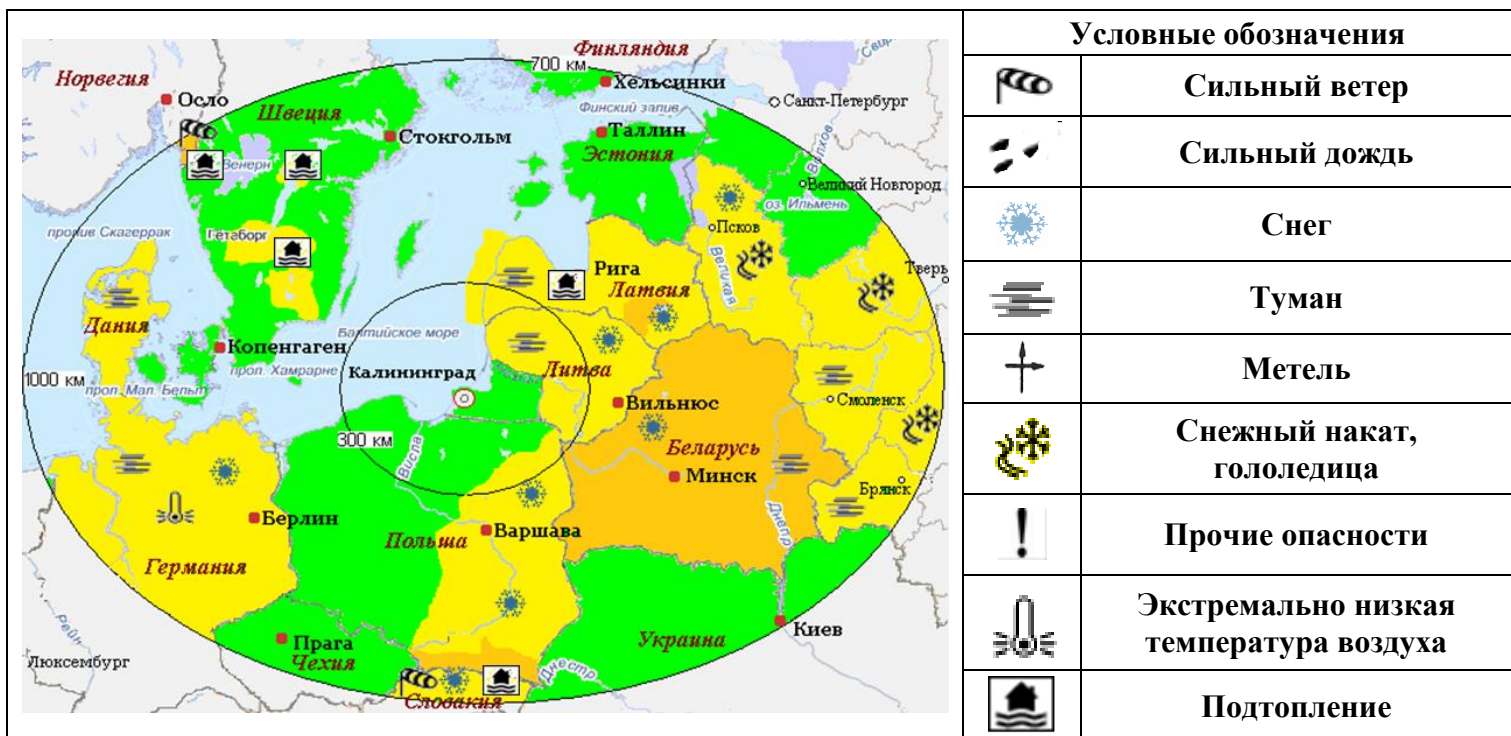 Финляндия
Норвегия
700 км
Хельсинки
Осло
Санкт-Петербург
Швеция
Финский залив
Стокгольм
Таллин
Эстония
Волхов
Венерн
Великий Новгород
оз. Ильмень
пролив Скагеррак
Гетаборг
Псков
Рига
Великая
Тверь
Латвия
Дания
Балтийское море
Копенгаген
Литва
1000 км
прол. Мал. Бельт
прол. Хамрарне
Калининград
Смоленск
Вильнюс
300 км
Висла
Беларусь
Минск
Брянск
Днепр
Берлин
Варшава
Польша
Германия
Рейн
Прага
Украина
Киев
Люксембург
Чехия
Днестр
Словакия
Условные обозначения
Сильный ветер
Сильный дождь
Снег
Туман
Метель
Снежный накат,
гололедица
Прочие опасности
Экстремально низкая
температура воздуха
Подтопление